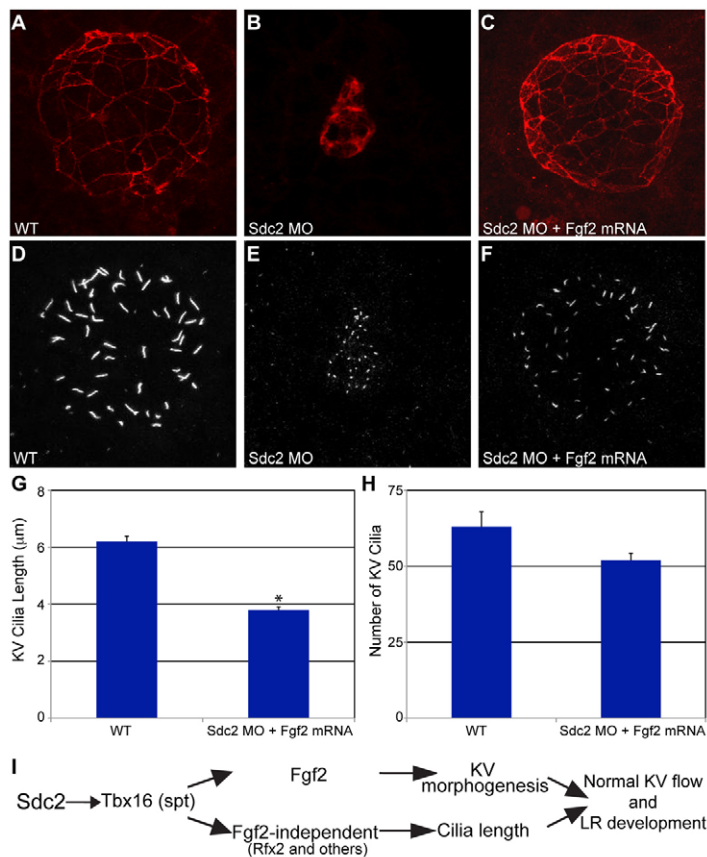 A
B
C
WT
Sdc2 MO
Sdc2 MO + Fgf2 mRNA
D
E
F
WT
Sdc2 MO
Sdc2 MO + Fgf2 mRNA
G
KV Cilia Length (μm)
8
6
4
2
0
*
WT
Sdc2 MO + Fgf2 mRNA
H
Number of KV Cilia
75
50
25
0
WT
Sdc2 MO + Fgf2 mRNA
I
Sdc2
Tbx16 (spt)
Fgf2
KV
morphogenesis
Fgf2-independent
(Rfx2 and others)
Cilia length
Normal KV flow
and
LR development